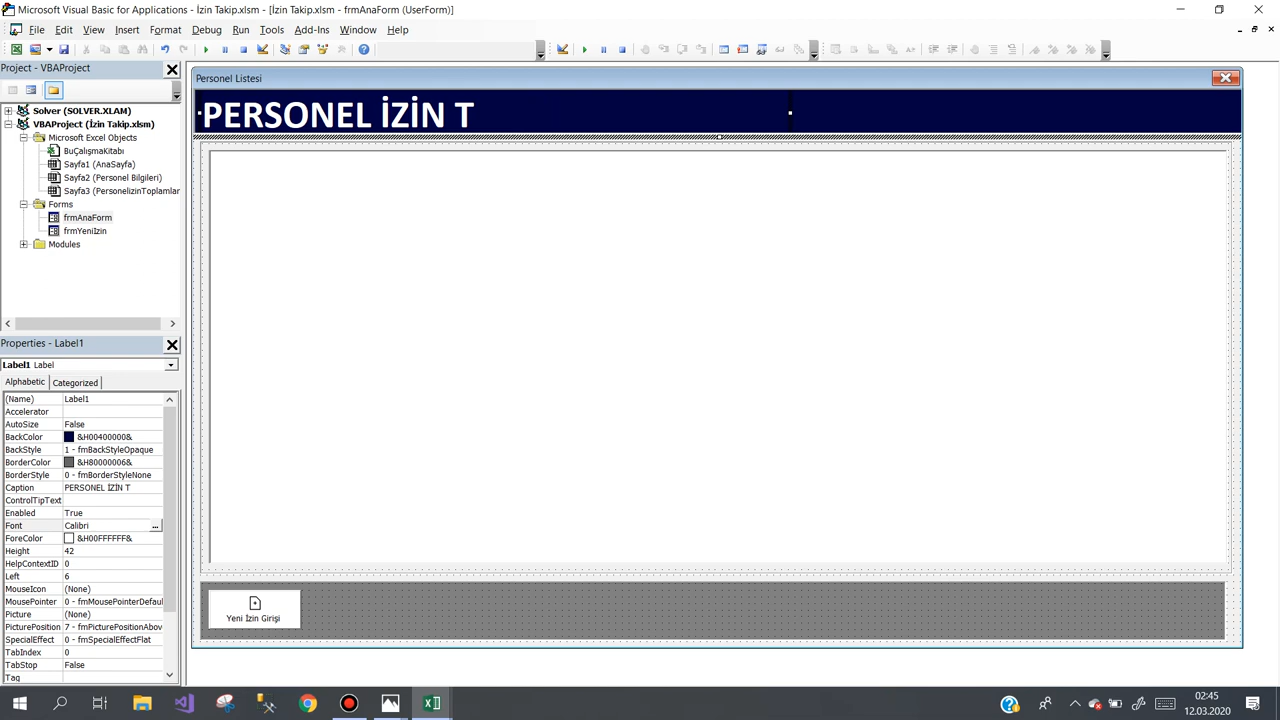 Microsoft Visual Basic for Applications - İzin Takip.xlsm - [İzin Takip.xlsm - frmAnaForm (UserForm)]
File Edit View Insert Format Debug Run Tools Add-Ins Window Help
Project - VBAProject
Solver (SOLVER.XLAM)
VBAProject (İzin Takip.xlsm)
Microsoft Excel Objects
BuÇalışmaKitabı
Sayfa1 (AnaSayfa)
Sayfa2 (Personel Bilgileri)
Sayfa3 (PersonelizinToplamlar
Forms
frmAnaForm
frmYeniIzin
Modules
Properties - Label1
Label1 Label
Alphabetic Categorized
(Name) Label1
Accelerator
AutoSize False
BackColor &H00400000&
BackStyle 1 - fmBackStyleOpaque
BorderColor &H80000006&
BorderStyle 0 - fmBorderStyleNone
Caption PERSONEL İZİN T
ControlTipText
Enabled True
Font Calibri ...
ForeColor &H00FFFFFF&
Height 42
HelpContextID 0
Left 6
MouseIcon (None)
MousePointer 0 - fmMousePointerDefau
Picture (None)
PicturePosition 7 - fmPicturePositionAbov
SpecialEffect 0 - fmSpecialEffectFlat
TabIndex 0
TabStop False
Tag
Personel Listesi
PERSONEL İZİN T
Yeni İzin Girişi
02:45
12.03.2020